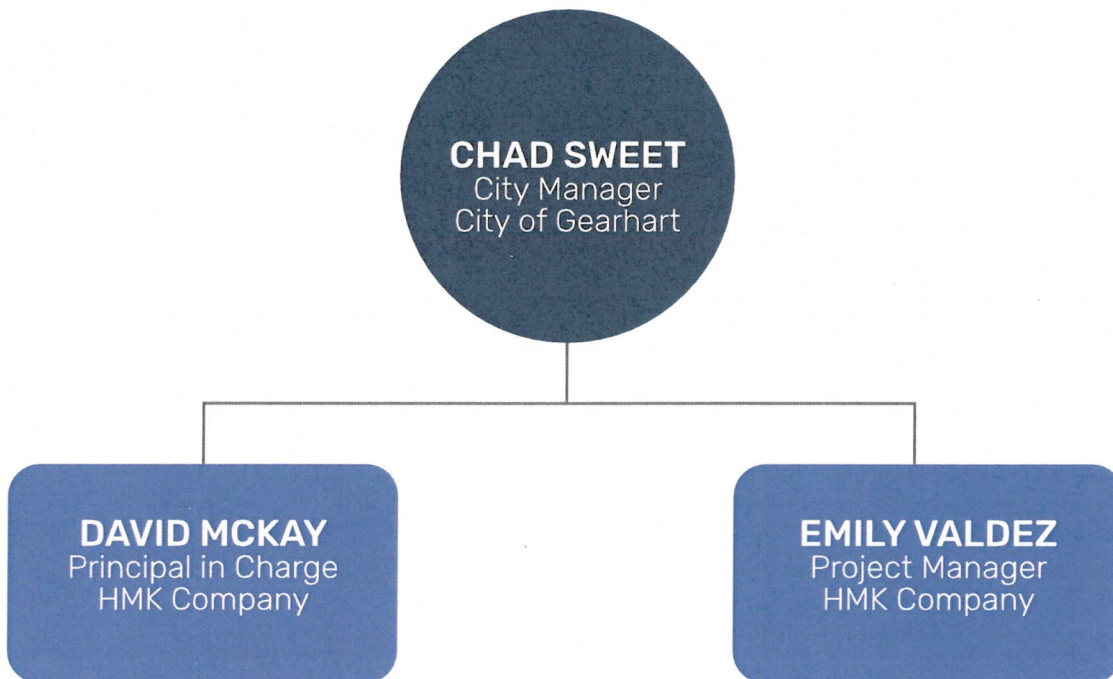 CHAD SWEET
City Manager
City of Gearhart
DAVID MCKAY
Principal in Charge
HMK Company
EMILY VALDEZ
Project Manager
HMK Company